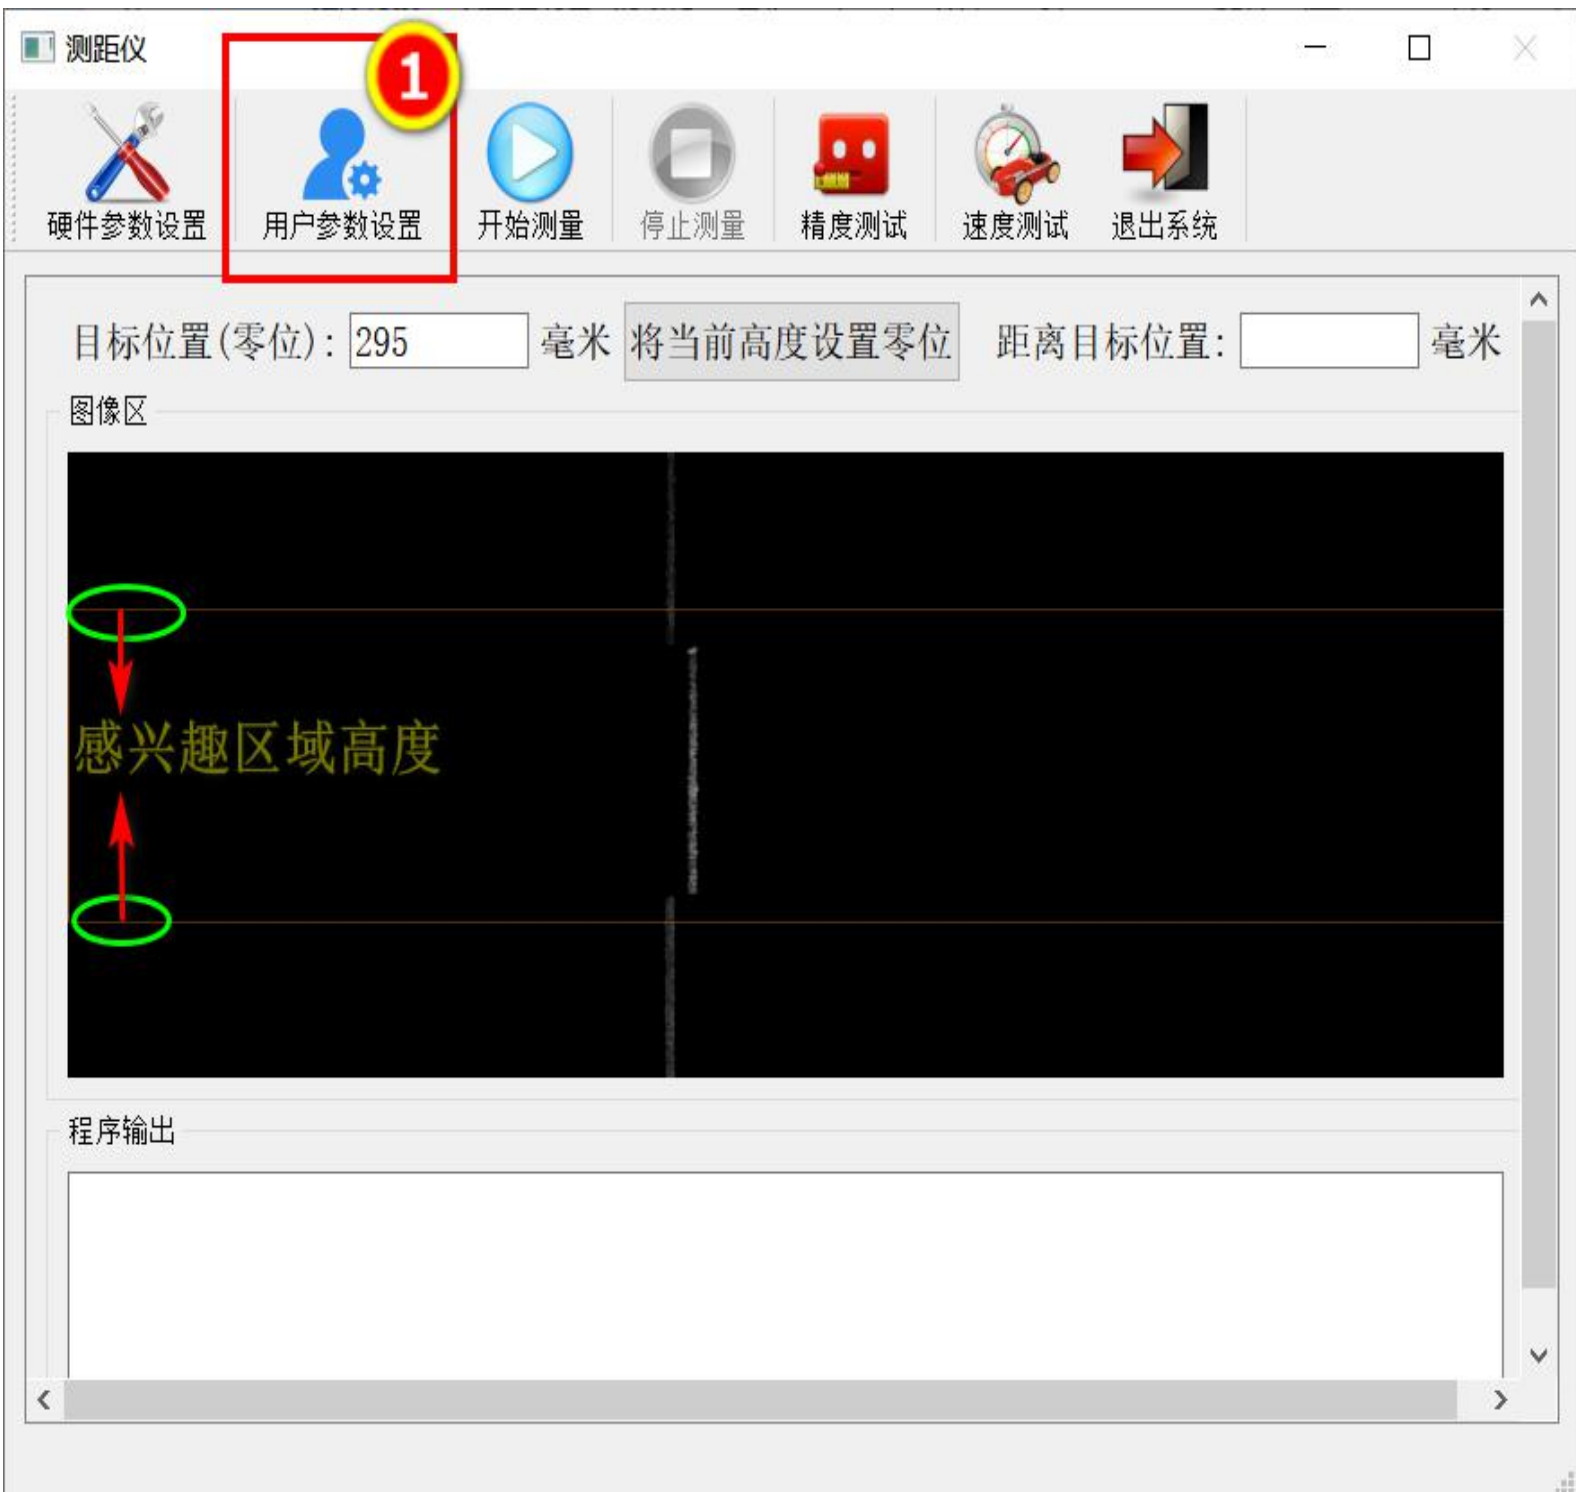 测距仪
1
硬件参数设置 用户参数设置 开始测量 停止测量 精度测试 速度测试 退出系统
目标位置(零位): 295 毫米 将当前高度设置零位 距离目标位置: 毫米
图像区
感兴趣区域高度
程序输出